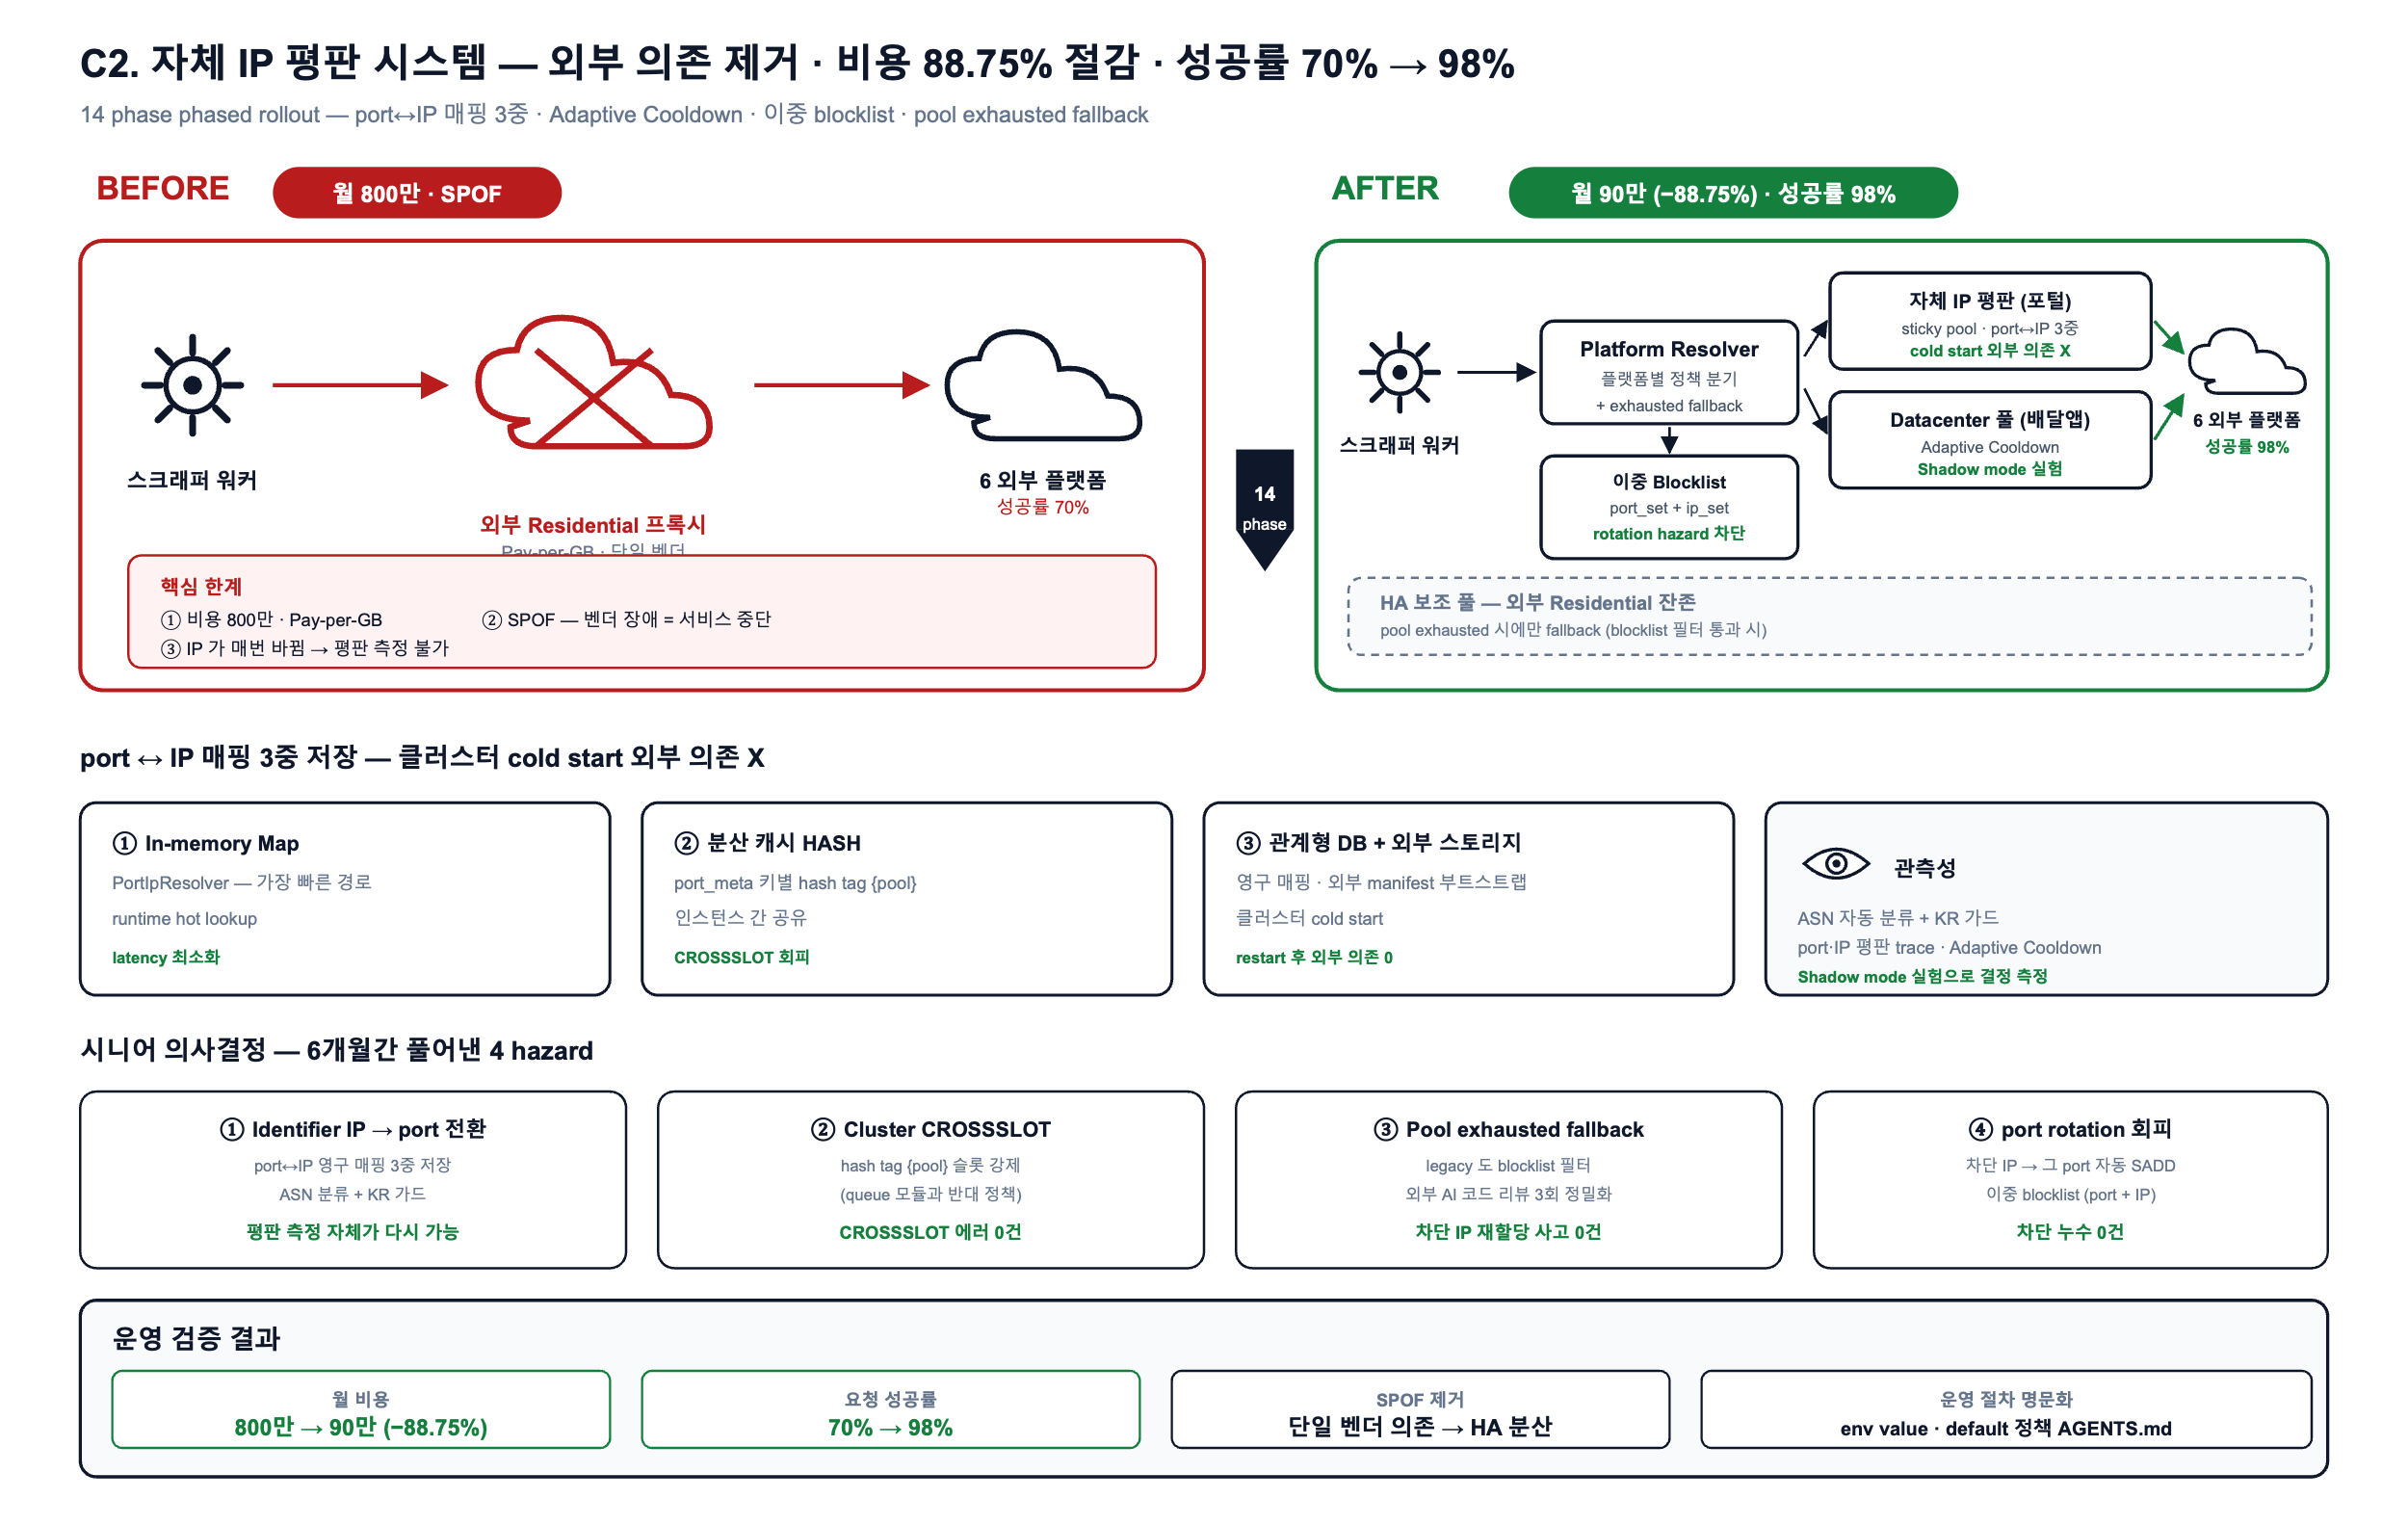 C2. 자체 IP 평판 시스템 — 외부 의존 제거 · 비용 88.75% 절감 · 성공률 70% → 98%
14 phase phased rollout — port↔IP 매핑 3중 · Adaptive Cooldown · 이중 blocklist · pool exhausted fallback
BEFORE
월 800만 · SPOF
스크래퍼 워커
외부 Residential 프록시
Pay-per-GB · 단일 벤더
6 외부 플랫폼
성공률 70%
핵심 한계
① 비용 800만 · Pay-per-GB
② SPOF — 벤더 장애 = 서비스 중단
③ IP 가 매번 바뀜 → 평판 측정 불가
14
phase
AFTER
월 90만 (−88.75%) · 성공률 98%
스크래퍼 워커
Platform Resolver
플랫폼별 정책 분기
+ exhausted fallback
이중 Blocklist
port_set + ip_set
rotation hazard 차단
자체 IP 평판 (포털)
sticky pool · port↔IP 3중
cold start 외부 의존 X
Datacenter 풀 (배달앱)
Adaptive Cooldown
Shadow mode 실험
6 외부 플랫폼
성공률 98%
HA 보조 풀 — 외부 Residential 잔존
pool exhausted 시에만 fallback (blocklist 필터 통과 시)
port ↔ IP 매핑 3중 저장 — 클러스터 cold start 외부 의존 X
① In-memory Map
PortIpResolver — 가장 빠른 경로
runtime hot lookup
latency 최소화
② 분산 캐시 HASH
port_meta 키별 hash tag {pool}
인스턴스 간 공유
CROSSSLOT 회피
③ 관계형 DB + 외부 스토리지
영구 매핑 · 외부 manifest 부트스트랩
클러스터 cold start
restart 후 외부 의존 0
관측성
ASN 자동 분류 + KR 가드
port·IP 평판 trace · Adaptive Cooldown
Shadow mode 실험으로 결정 측정
시니어 의사결정 — 6개월간 풀어낸 4 hazard
① Identifier IP → port 전환
port↔IP 영구 매핑 3중 저장
ASN 분류 + KR 가드
평판 측정 자체가 다시 가능
② Cluster CROSSSLOT
hash tag {pool} 슬롯 강제
(queue 모듈과 반대 정책)
CROSSSLOT 에러 0건
③ Pool exhausted fallback
legacy 도 blocklist 필터
외부 AI 코드 리뷰 3회 정밀화
차단 IP 재할당 사고 0건
④ port rotation 회피
차단 IP → 그 port 자동 SADD
이중 blocklist (port + IP)
차단 누수 0건
운영 검증 결과
월 비용
800만 → 90만 (−88.75%)
요청 성공률
70% → 98%
SPOF 제거
단일 벤더 의존 → HA 분산
운영 절차 명문화
env value · default 정책 AGENTS.md